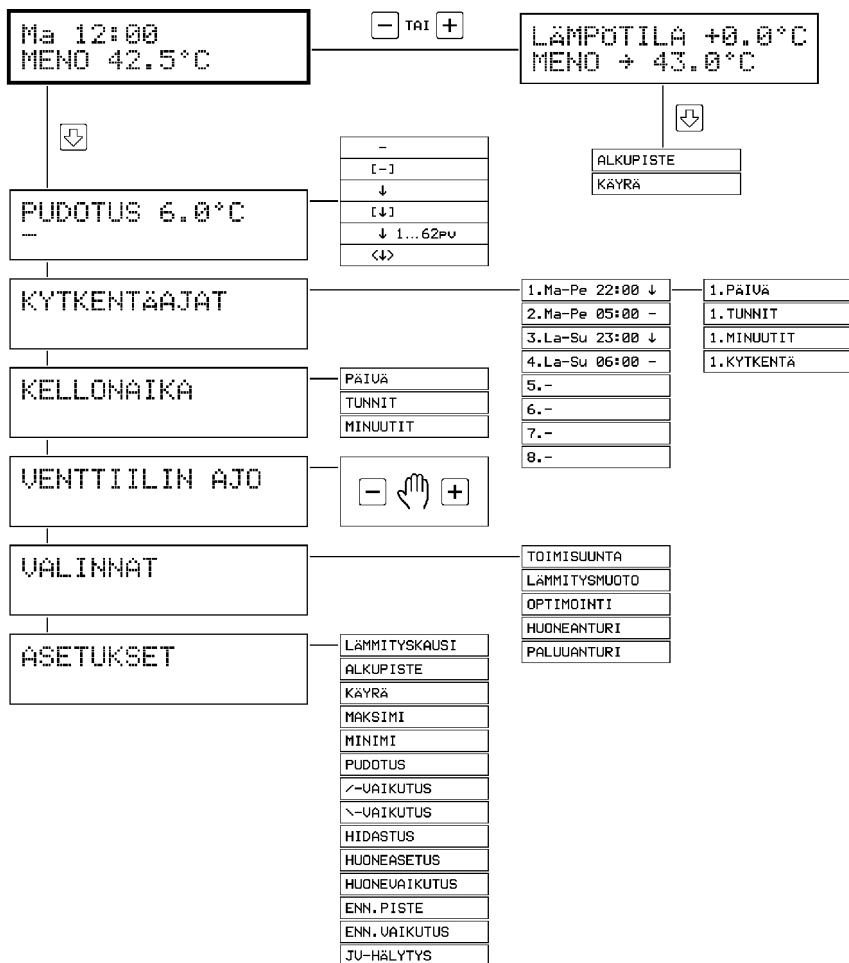 Ma 12:00
MENO 42.5°C
- TAI +
LÄMPÖTILA +0.0°C
MENO → 43.0°C
ALKUPISTE
KÄYRÄ
PUDOTUS 6.0°C
-
-
[-]
↓
[↓]
↓ 1...62pv
<↓>
KYTKENTÄAJAT
1.Ma-Pe 22:00 ↓
2.Ma-Pe 05:00 -
3.La-Su 23:00 ↓
4.La-Su 06:00 -
5.-
6.-
7.-
8.-
1.PÄIVÄ
1.TUNNIT
1.MINUUTIT
1.KYTKENTÄ
KELLONAIKA
PÄIVÄ
TUNNIT
MINUUTIT
VENTTIILIN AJO
- +
VALINNAT
TOIMISUUNTA
LÄMMITYSMUOTO
OPTIMOINTI
HUONEANTURI
PALUUANTURI
ASETUKSET
LÄMMITYSKAUSI
ALKUPISTE
KÄYRÄ
MAKSIMI
MINIMI
PUDOTUS
/-VAIKUTUS
\-VAIKUTUS
HIDASTUS
HUONEASETUS
HUONEVAIKUTUS
ENN.PISTE
ENN.VAIKUTUS
JV-HÄLYTYS